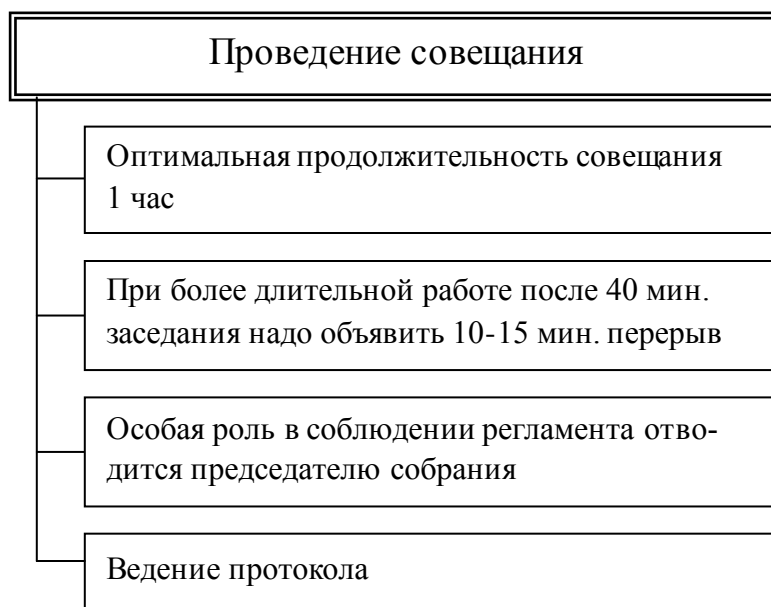 Проведение совещания
Оптимальная продолжительность совещания
1 час
При более длительной работе после 40 мин.
заседания надо объявить 10-15 мин. перерыв
Особая роль в соблюдении регламента отво-
дится председателю собрания
Ведение протокола